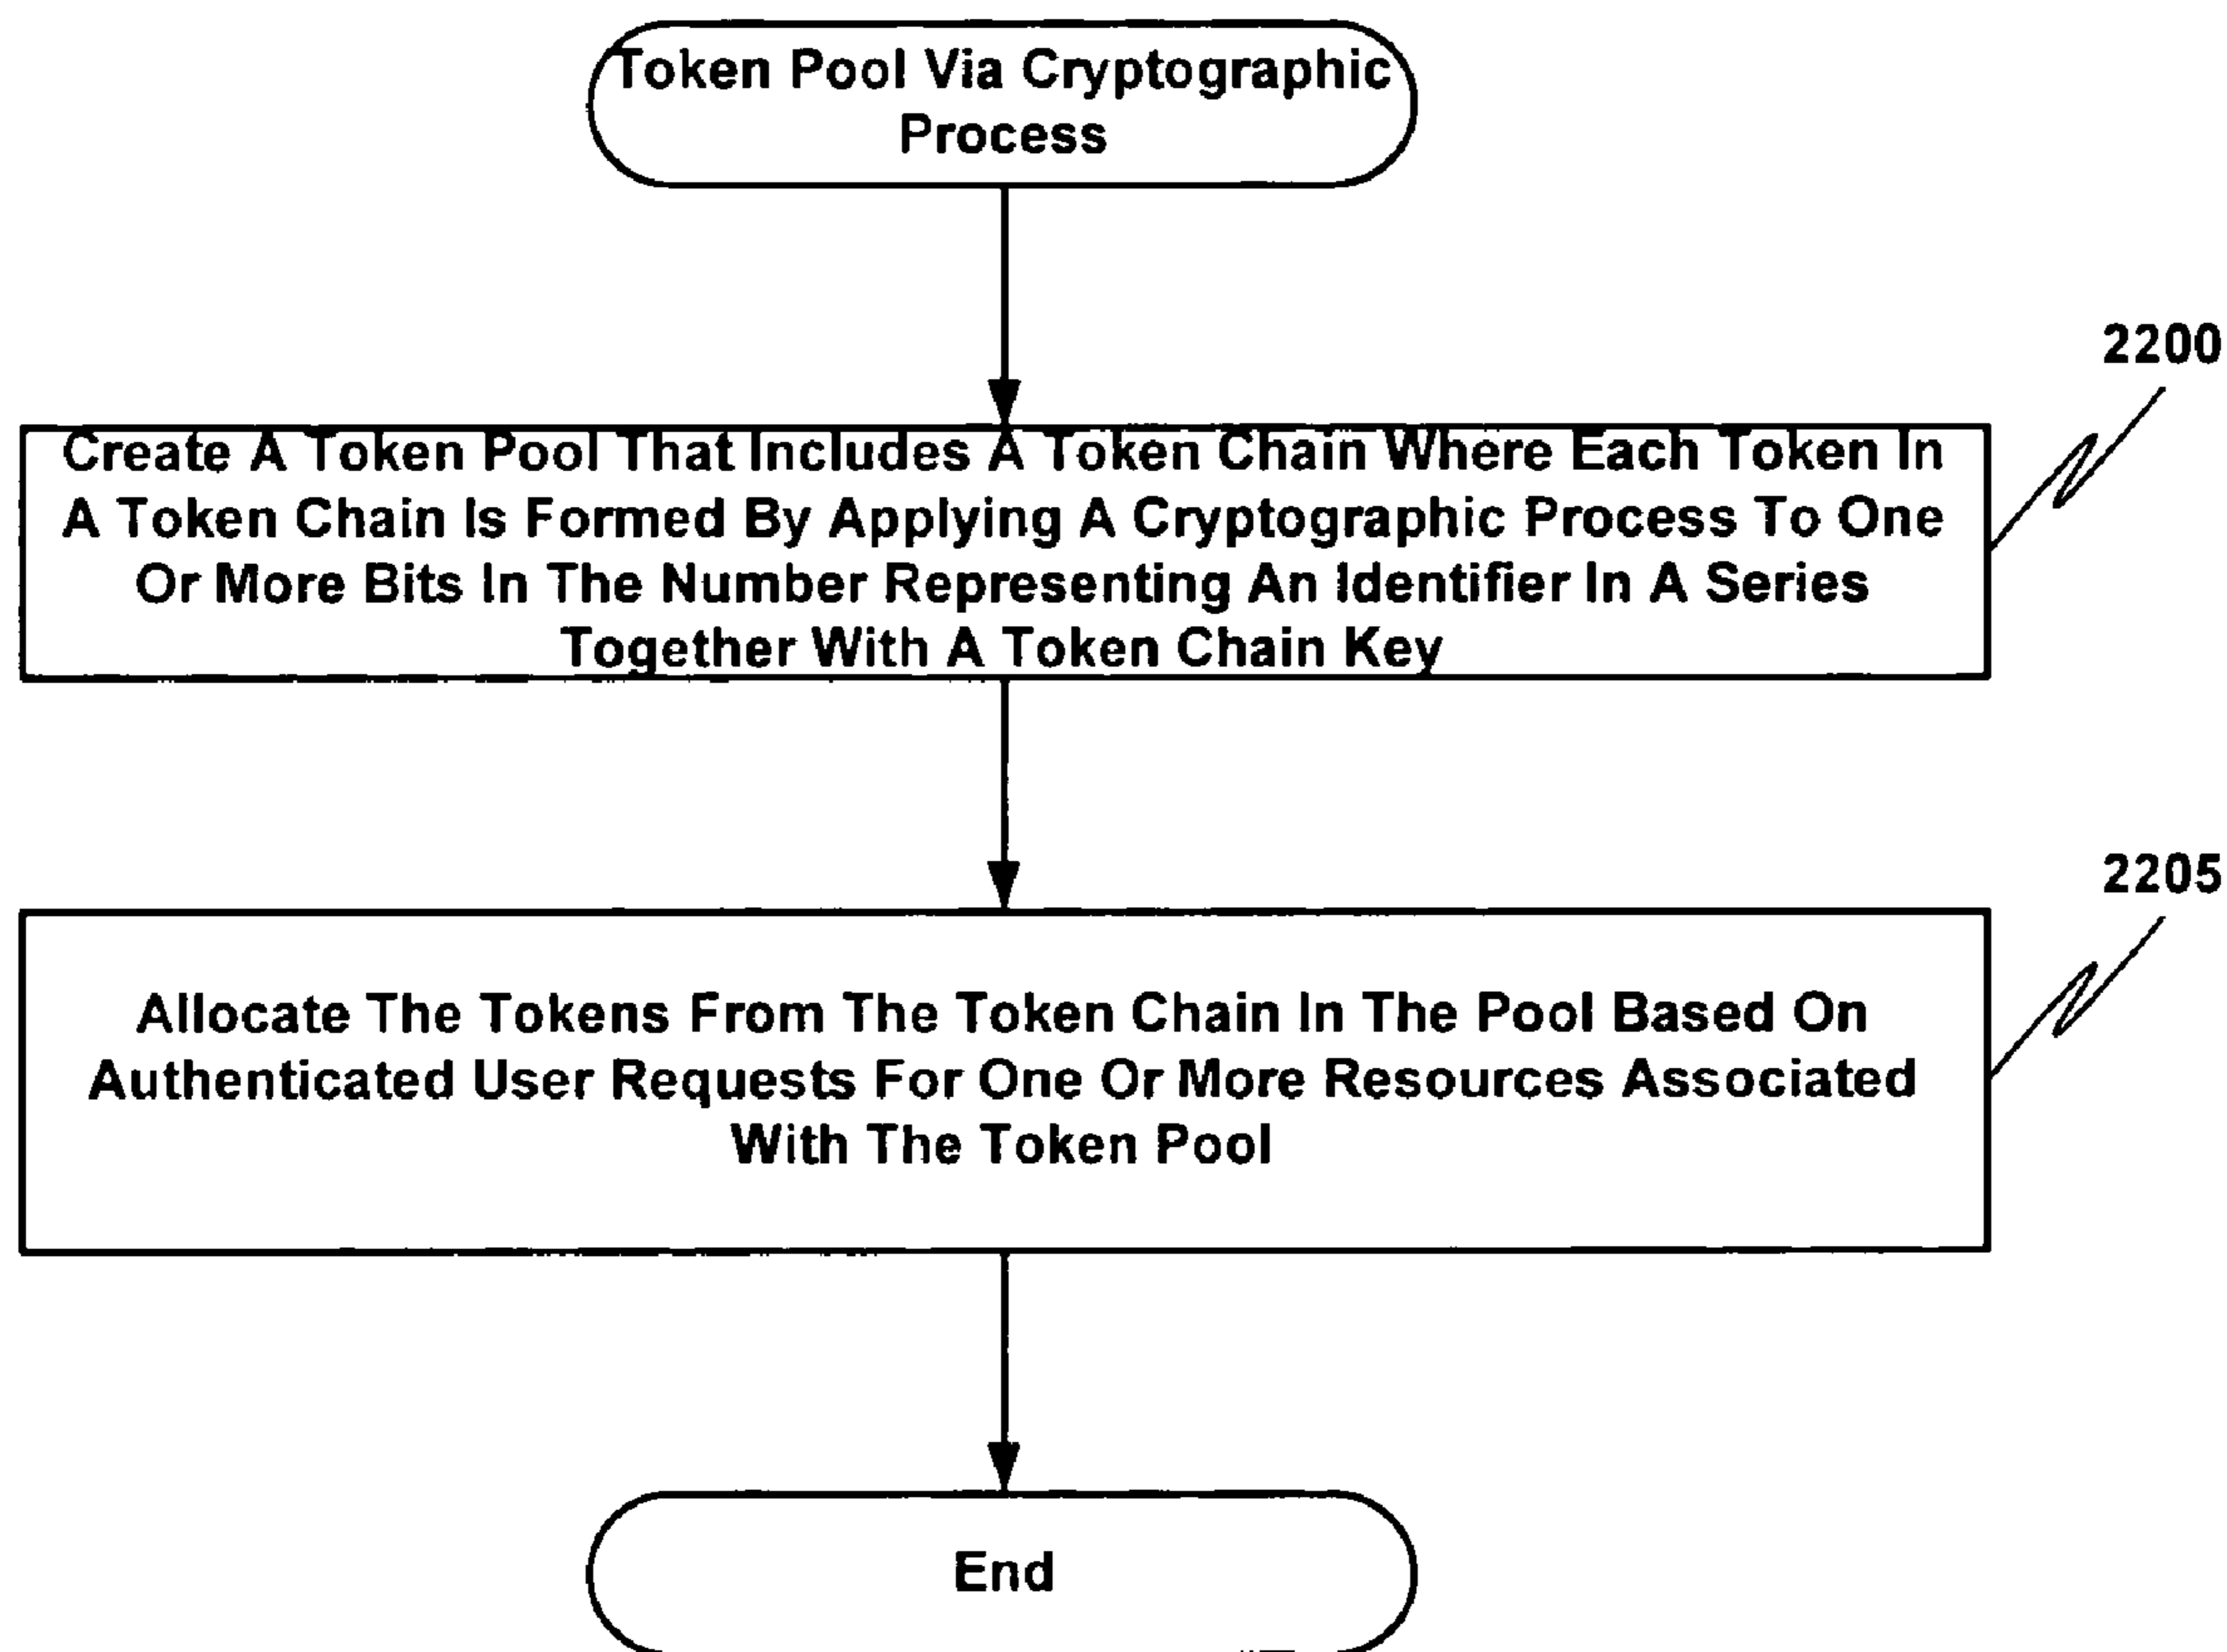 Token Pool Via Cryptographic
Process
2200
Create A Token Pool That Includes A Token Chain Where Each Token In
A Token Chain Is Formed By Applying A Cryptographic Process To One
Or More Bits In The Number Representing An Identifier In A Series
Together With A Token Chain Key
2205
Allocate The Tokens From The Token Chain In The Pool Based On
Authenticated User Requests For One Or More Resources Associated
With The Token Pool
End